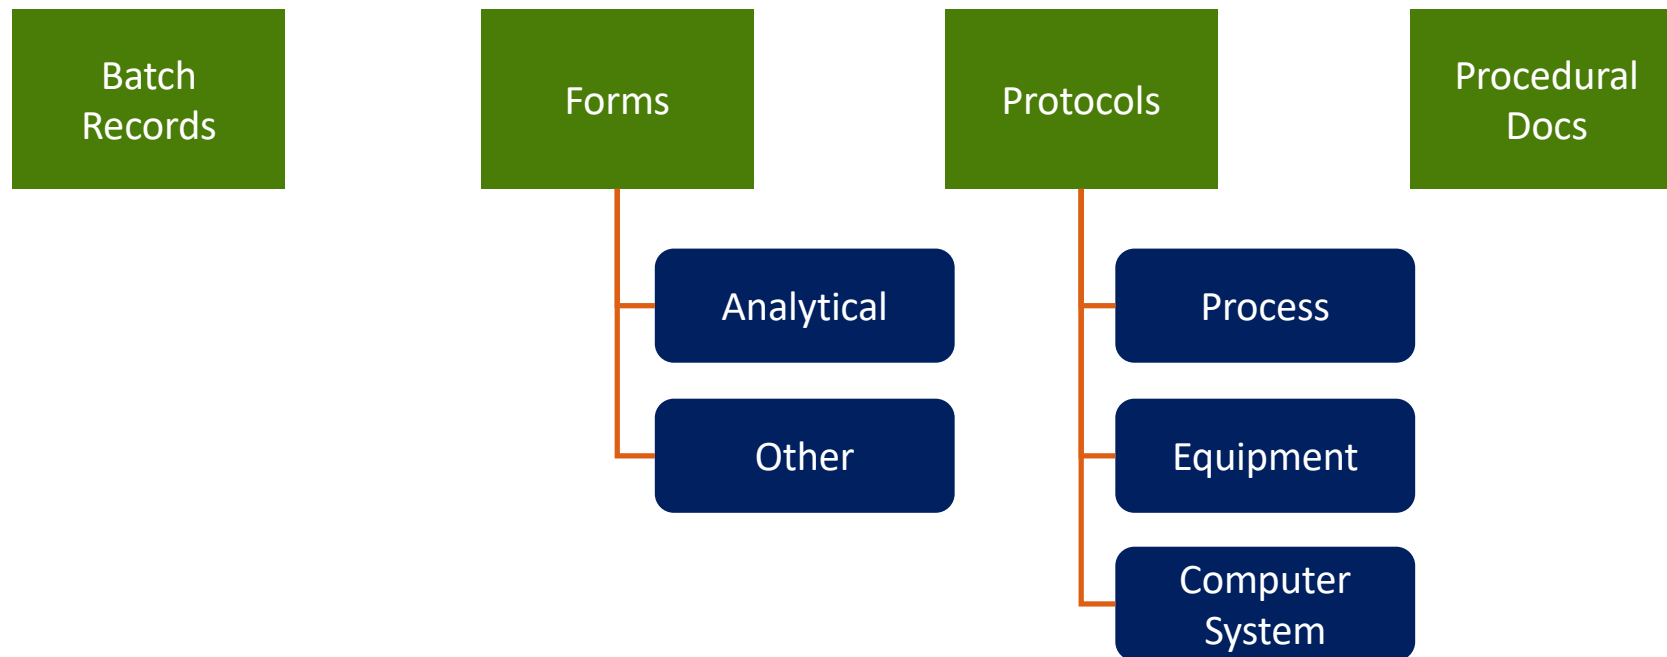 Batch
Records
Forms
Protocols
Procedural
Docs
Analytical
Process
Other
Equipment
Computer
System